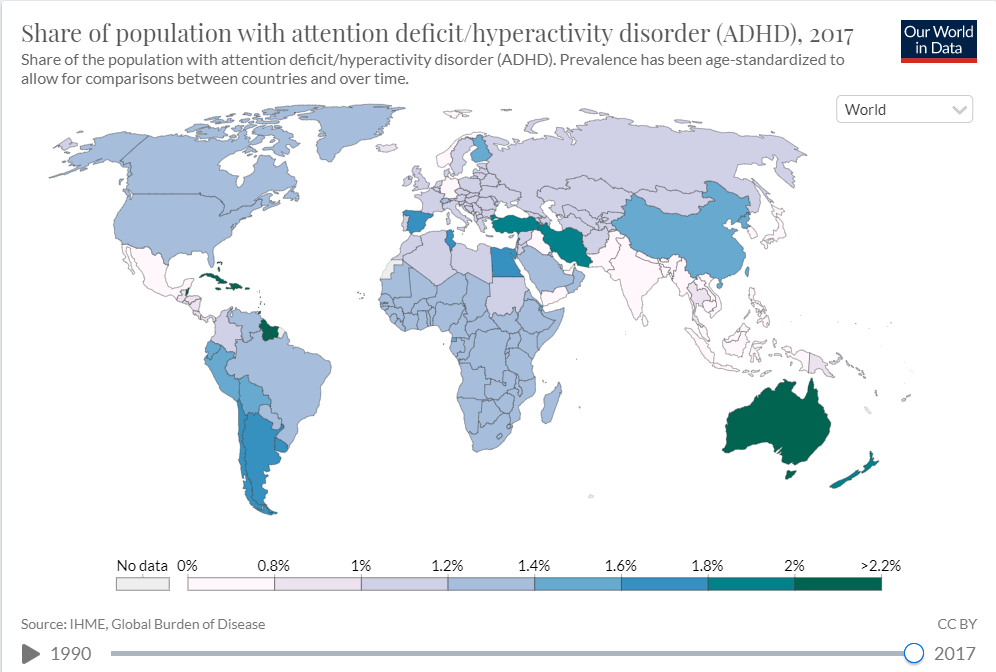 Share of population with attention deficit/hyperactivity disorder (ADHD), 2017
Our World
in Data
Share of the population with attention deficit/hyperactivity disorder (ADHD). Prevalence has been age-standardized to
allow for comparisons between countries and over time.
World
No data 0% 0.8% 1% 1.2% 1.4% 1.6% 1.8% 2% >2.2%
Source: IHME, Global Burden of Disease CC BY
1990 2017